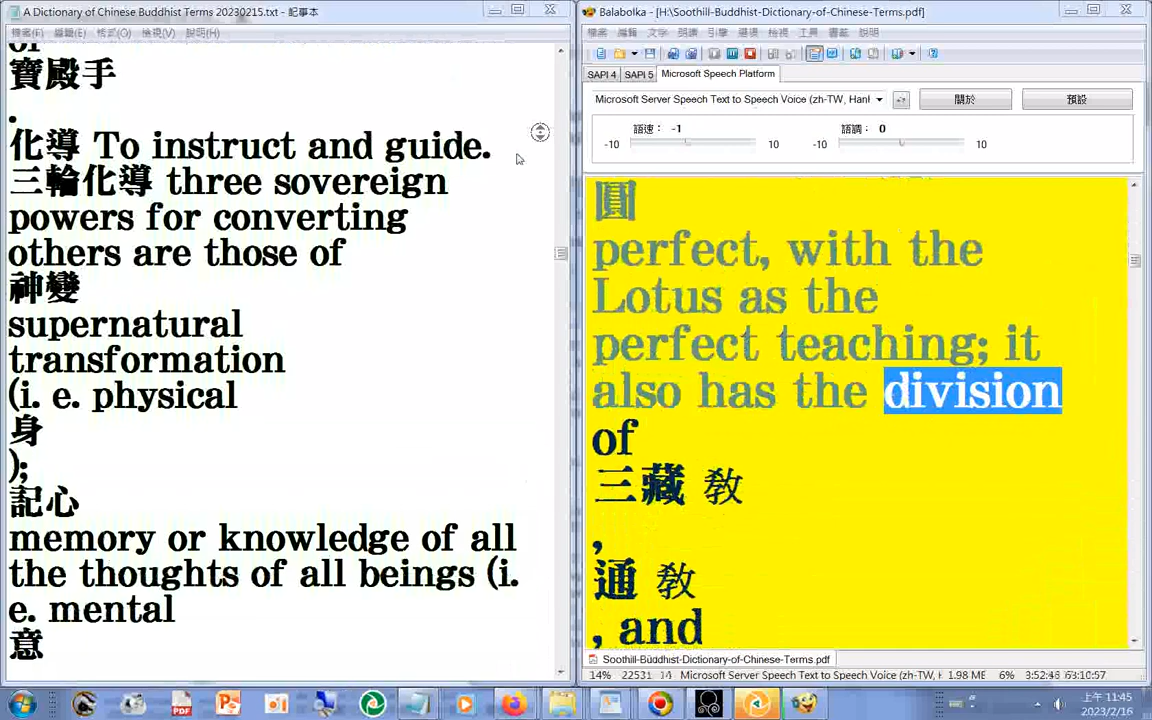 A Dictionary of Chinese Buddhist Terms 20230215.txt - 記事本
檔案(F) 編輯(E) 格式(O) 檢視(V) 說明(H)
of
寶殿手
.
化導 To instruct and guide.
三輪化導 three sovereign
powers for converting
others are those of
神變
supernatural
transformation
(i. e. physical
身
);
記心
memory or knowledge of all
the thoughts of all beings (i.
e. mental
意
Balabolka - [H:\Soothill-Buddhist-Dictionary-of-Chinese-Terms.pdf]
檔案 編輯 文字 朗讀 引擎 選項 檢視 工具 書籤 說明
SAPI 4 SAPI 5 Microsoft Speech Platform
Microsoft Server Speech Text to Speech Voice (zh-TW, Hanl 關於 預設
語速： -1 語調： 0
-10 10 -10 10
圓
perfect, with the
Lotus as the
perfect teaching; it
also has the division
of
三藏 敎
,
通 敎
, and
Soothill-Buddhist-Dictionary-of-Chinese-Terms.pdf
14% 22531 14 Microsoft Server Speech Text to Speech Voice (zh-TW, H 1.98 MB 6%
上午 11:45
2023/2/16